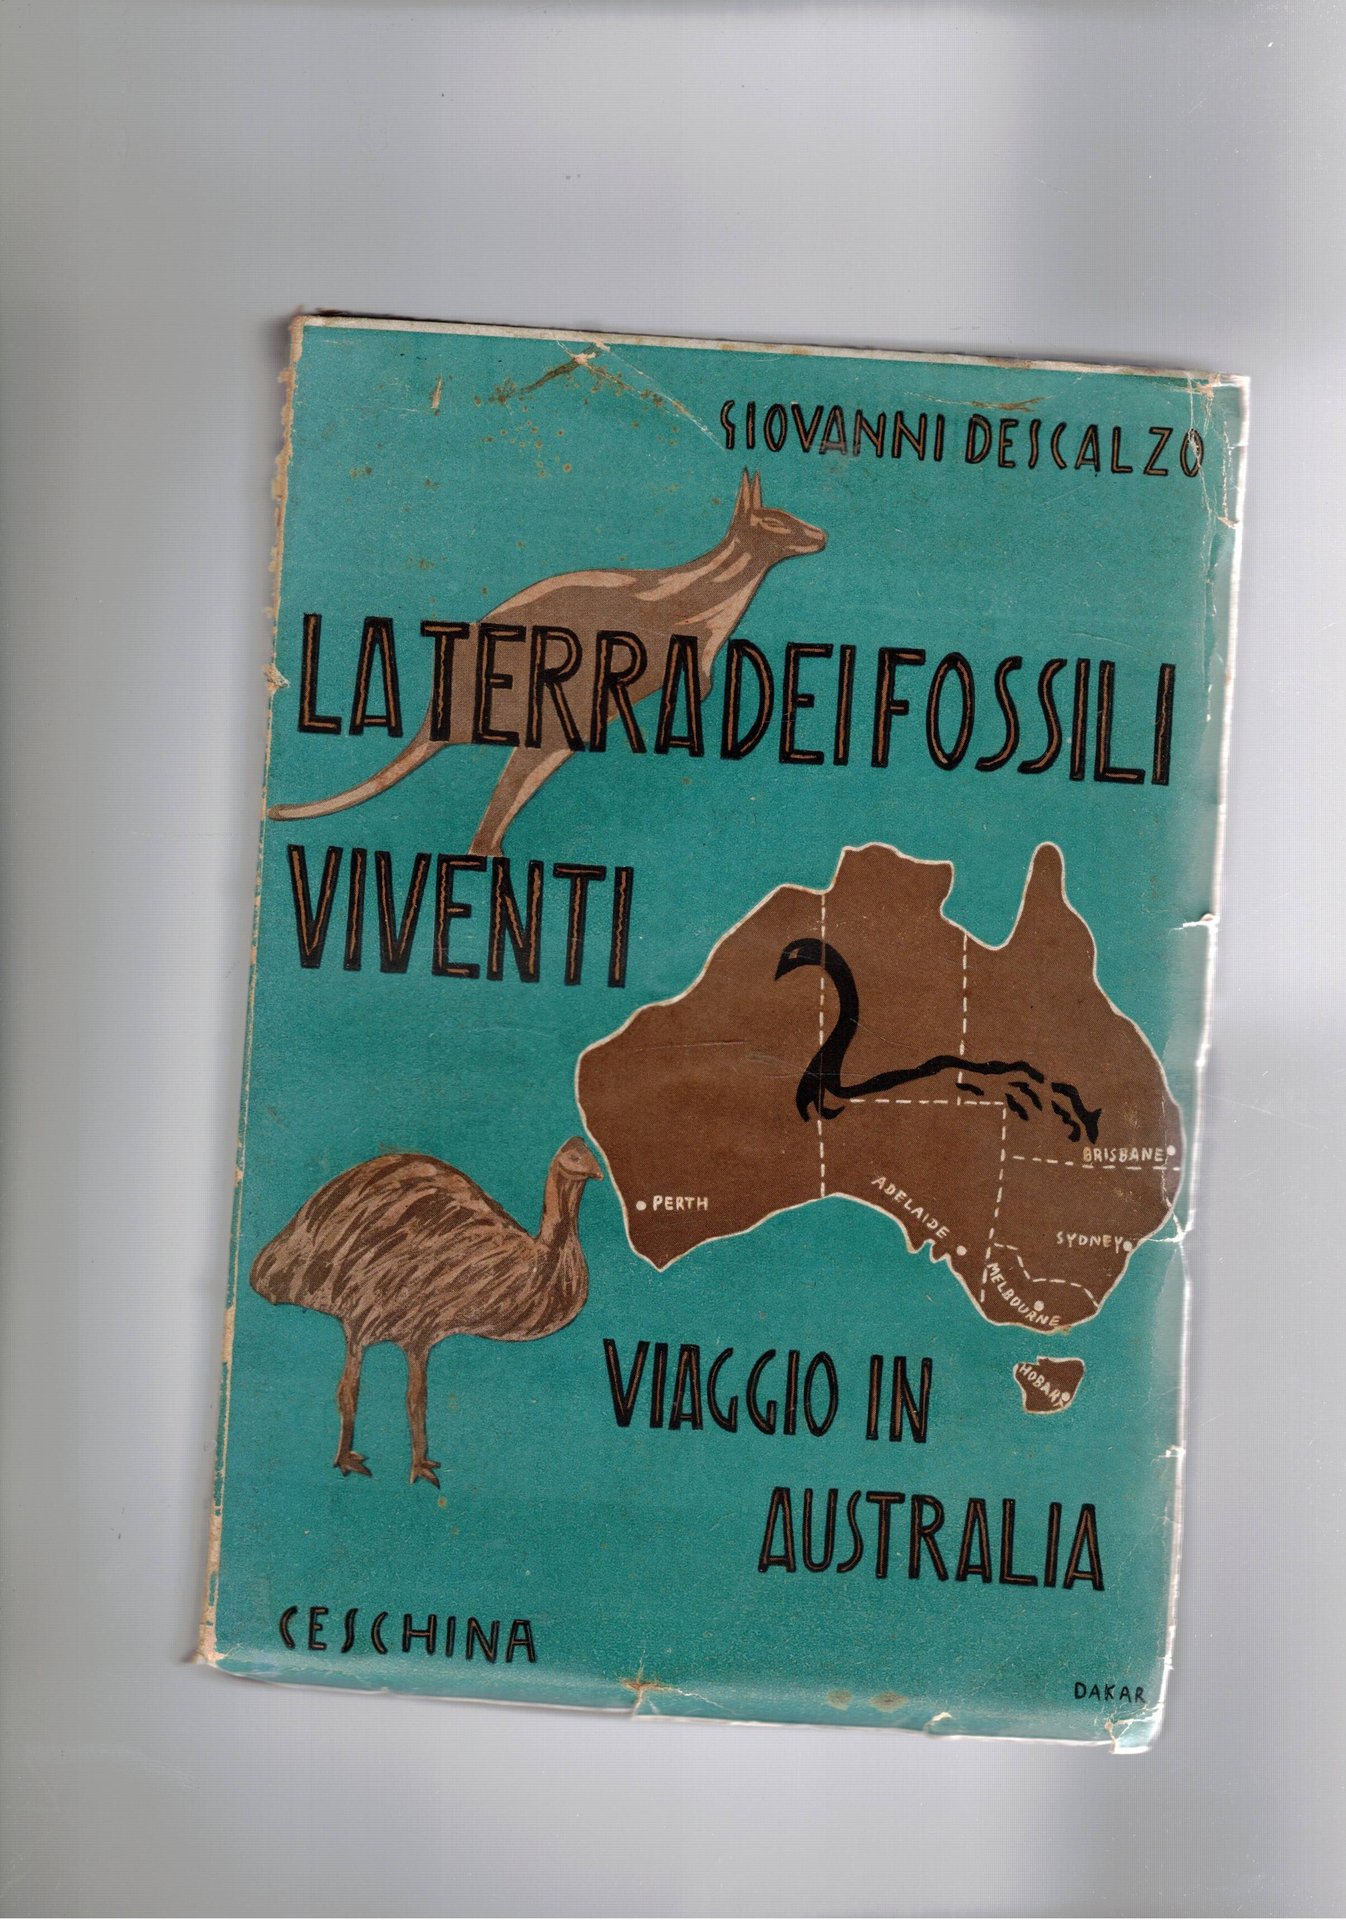 GIOVANNI DESCALZO
LA TERRA DEI FOSSILI
VIVENTI
BRISBANE
PERTH
ADELAIDE
SYDNEY
MELBOURNE
HOBART
VIAGGIO IN
AUSTRALIA
CESCHINA
DAKAR